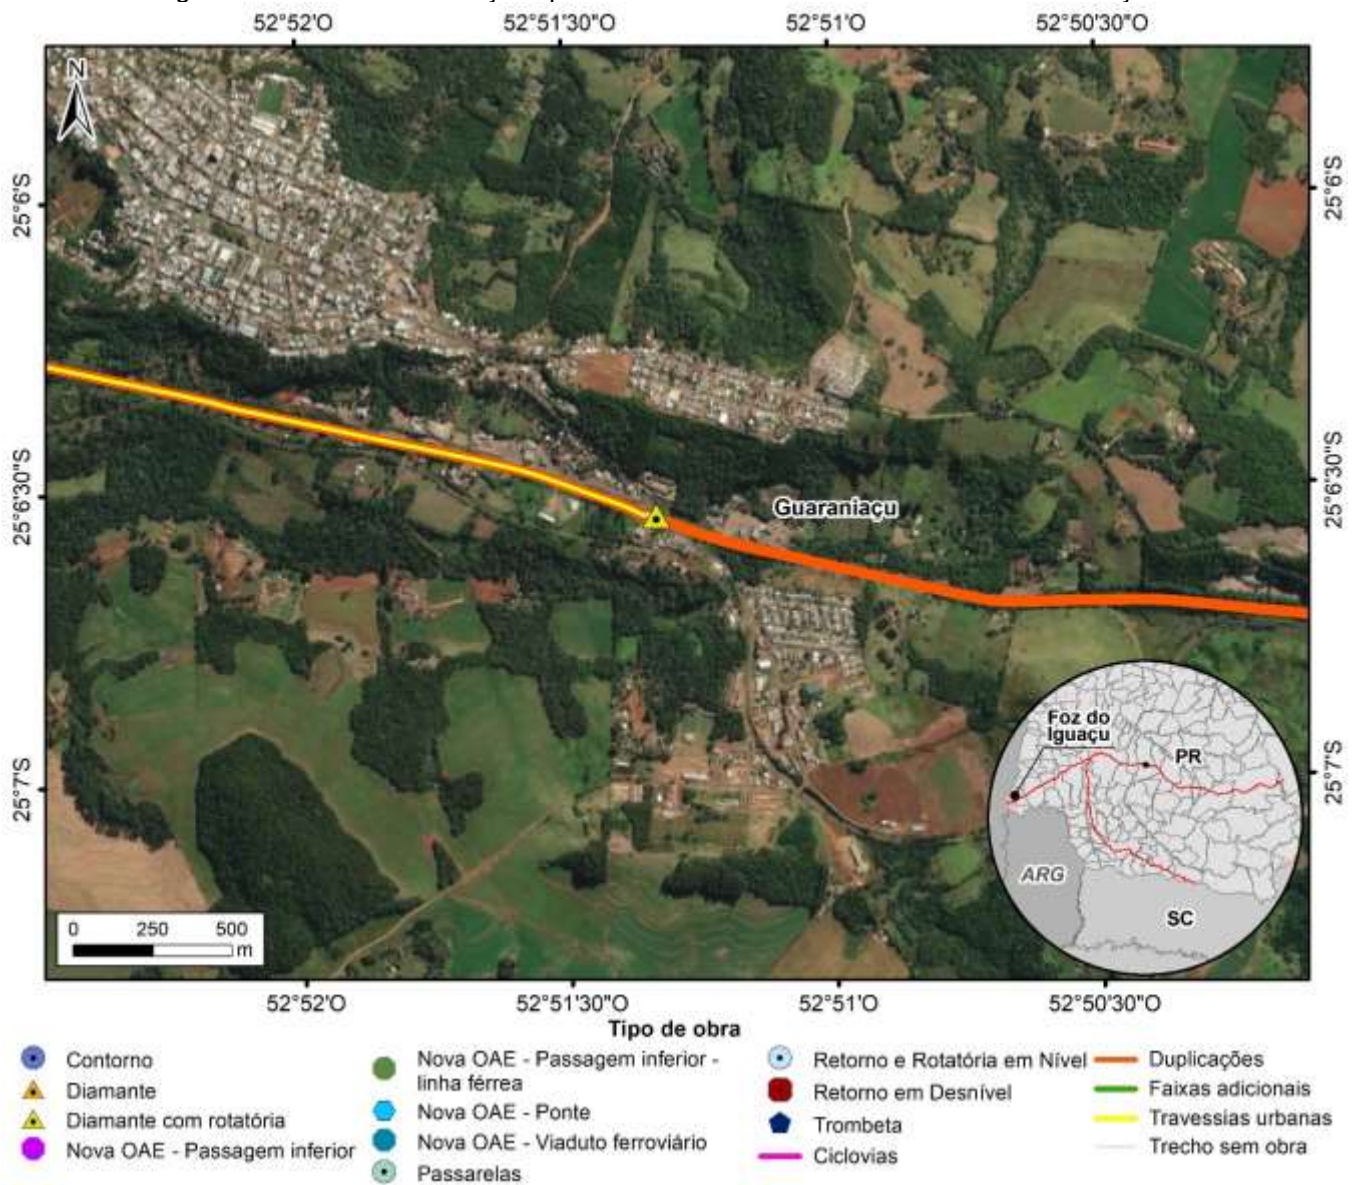 52°52'O 52°51'30"O 52°51'O 52°50'30"O
N
25°6'S 25°6'S
25°6'30"S 25°6'30"S
25°7'S 25°7'S
Guaraniaçu
Foz do
Iguaçu
PR
ARG
SC
0 250 500
m
52°52'O 52°51'30"O 52°51'O 52°50'30"O
Tipo de obra
Contorno
Diamante
Diamante com rotatória
Nova OAE - Passagem inferior
Nova OAE - Passagem inferior -
linha férrea
Nova OAE - Ponte
Nova OAE - Viaduto ferroviário
Passarelas
Retorno e Rotatória em Nível
Retorno em Desnível
Trombeta
Ciclovias
Duplicações
Faixas adicionais
Travessias urbanas
Trecho sem obra